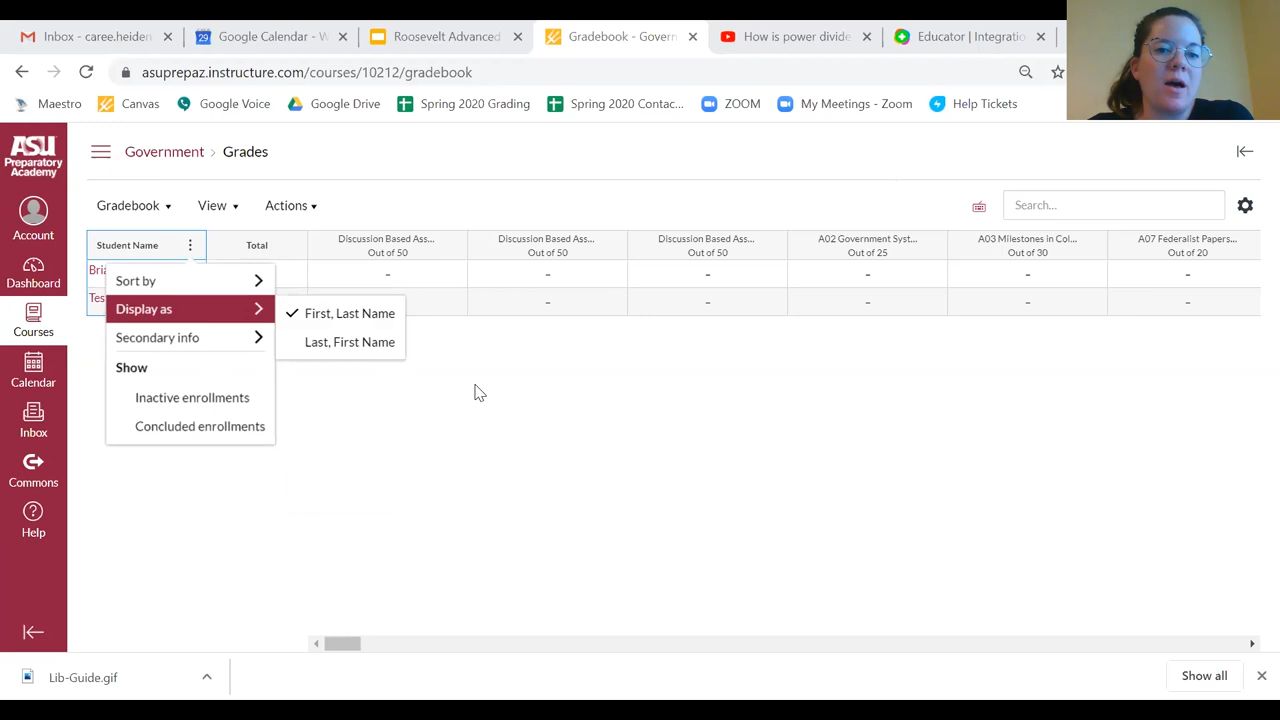 Inbox - caree.heiden
Google Calendar - W
Roosevelt Advanced
Gradebook - Govern
How is power divide
Educator | Integratio
asuprepaz.instructure.com/courses/10212/gradebook
Maestro
Canvas
Google Voice
Google Drive
Spring 2020 Grading
Spring 2020 Contac...
ZOOM
My Meetings - Zoom
Help Tickets
ASU
Preparatory
Academy
Account
Dashboard
Courses
Calendar
Inbox
Commons
Help
Government › Grades
Gradebook
View
Actions
Search...
Student Name
Total
Discussion Based Ass...
Out of 50
Discussion Based Ass...
Out of 50
Discussion Based Ass...
Out of 50
A02 Government Syst...
Out of 25
A03 Milestones in Col...
Out of 30
A07 Federalist Papers...
Out of 20
Bria
- - - - - -
Tes
- - - - - -
Sort by
Display as
Secondary info
Show
Inactive enrollments
Concluded enrollments
First, Last Name
Last, First Name
Lib-Guide.gif
Show all